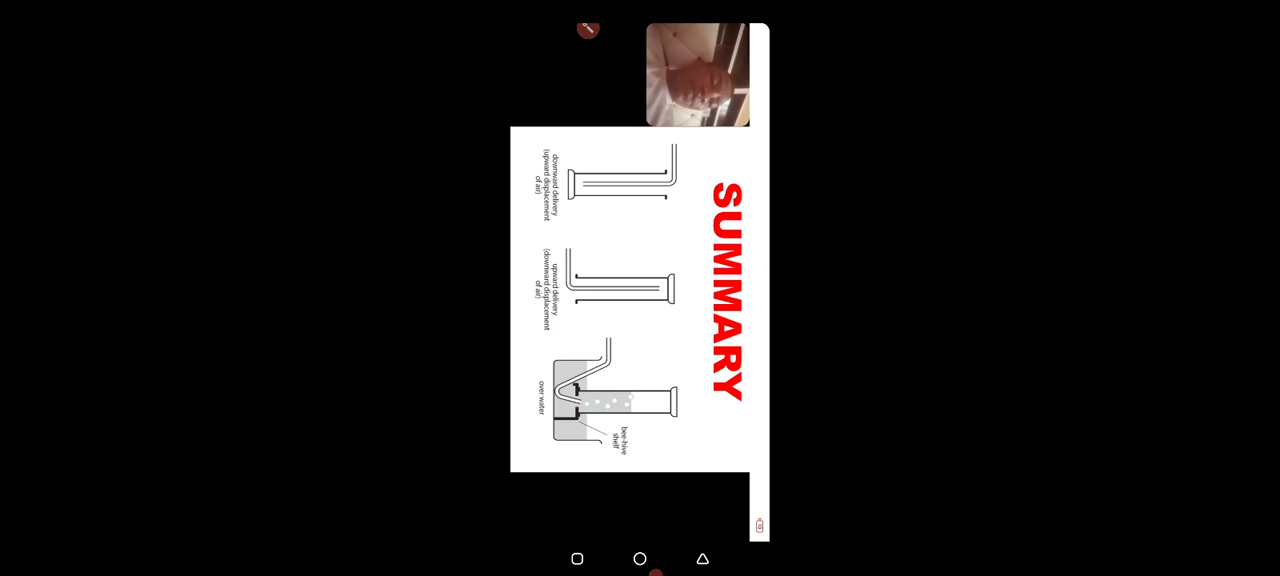 SUMMARY
downward delivery
(upward displacement
of air)
upward delivery
(downward displacement
of air)
over water
bee-hive
shelf